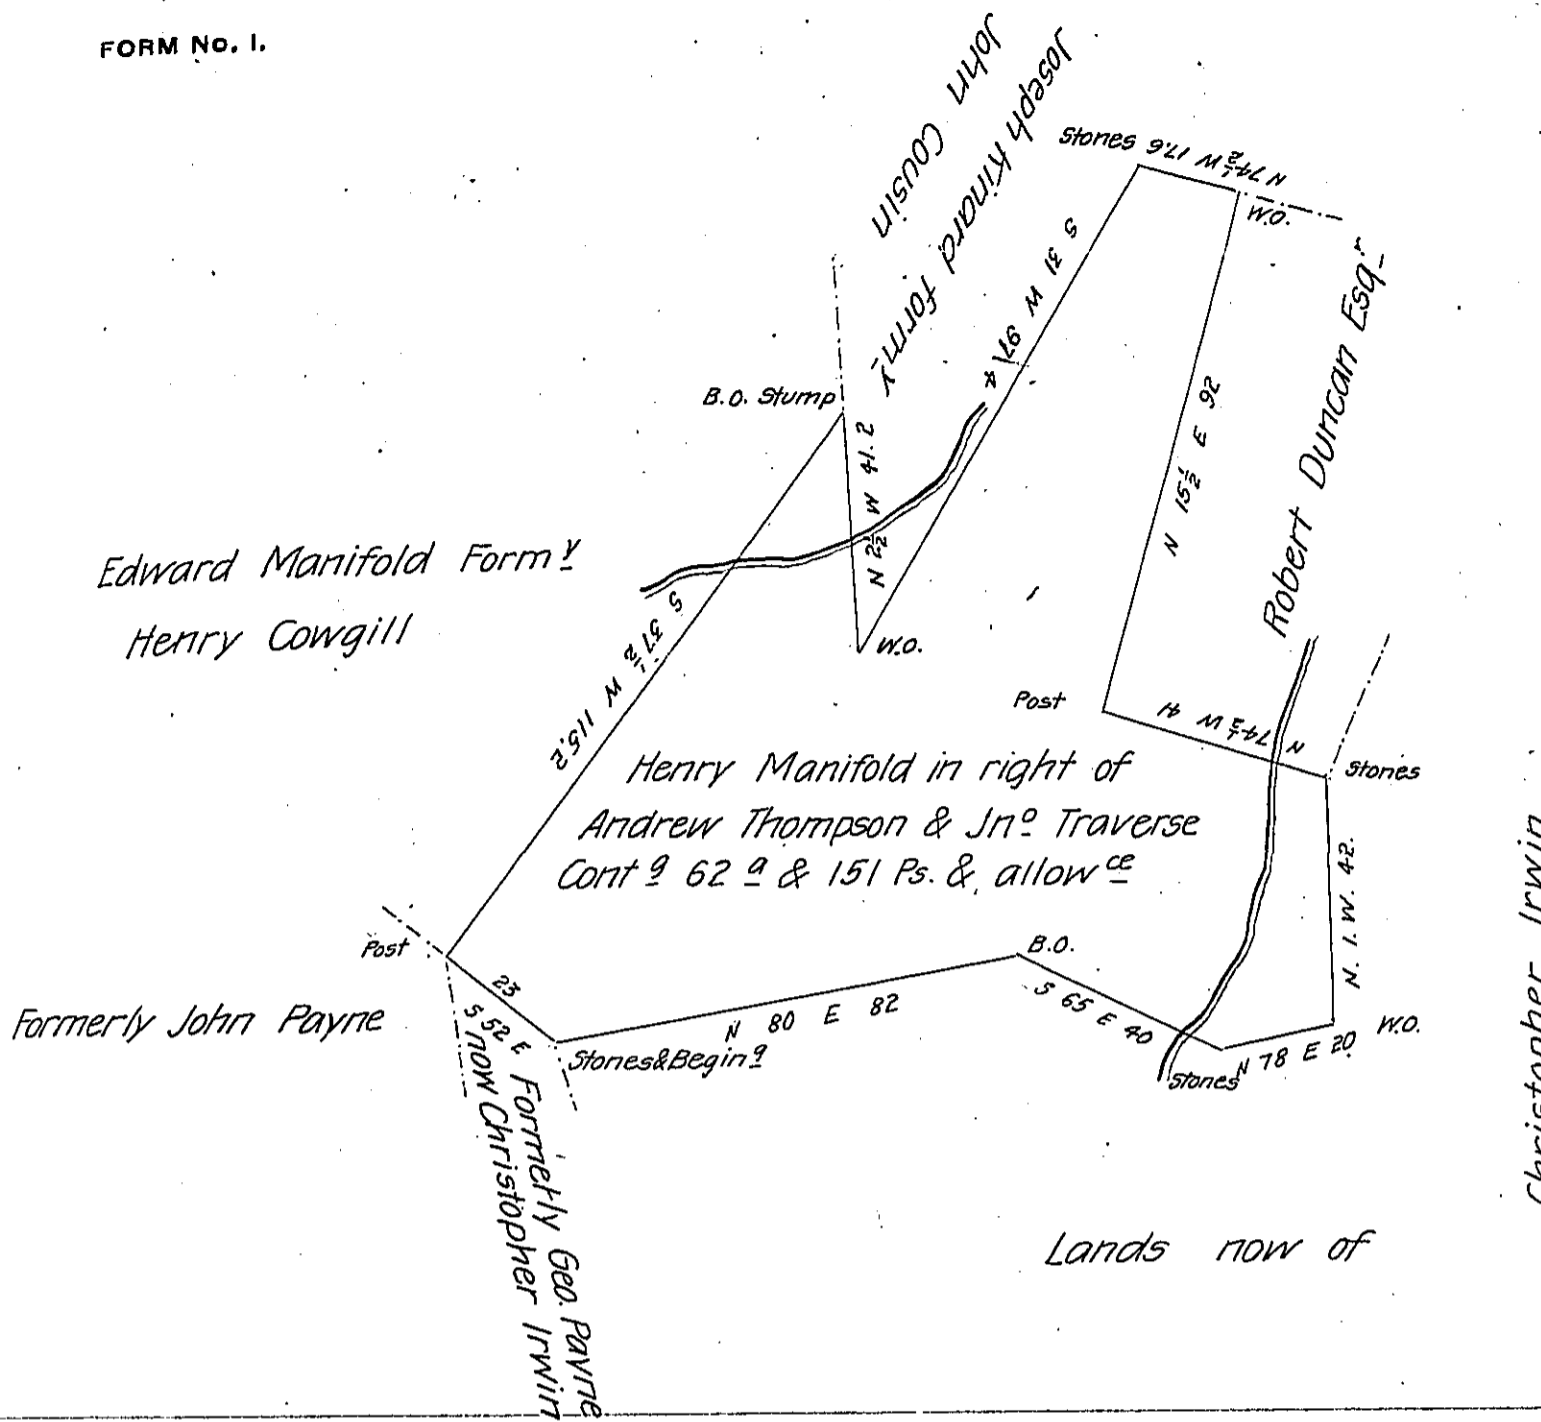 FORM No. 1.
John Cousin
Joseph Kinard form y
Stones N 74½ W 17.6
W.O.
S 31 W 97.4
Robert Duncan Esq r
N 15½ E 92
B.O. Stump
N 2½ W 41.2
W.O.
Edward Manifold Form y
Henry Cowgill
S 37½ W 115.2
Post
N 74½ W 41
Stones
Henry Manifold in right of
Andrew Thompson & Jn o Traverse
Cont g 62 a & 151 Ps. & allow ce
N. 1. W. 42.
Christopher Irwin
Post
23
S 52 E
B.O.
S 65 E 40
N 80 E 82
N 78 E 20
W.O.
Stones
Formerly John Payne
Stones & Begin g
Formerly Geo. Payne
now Christopher Irwin
Lands now of